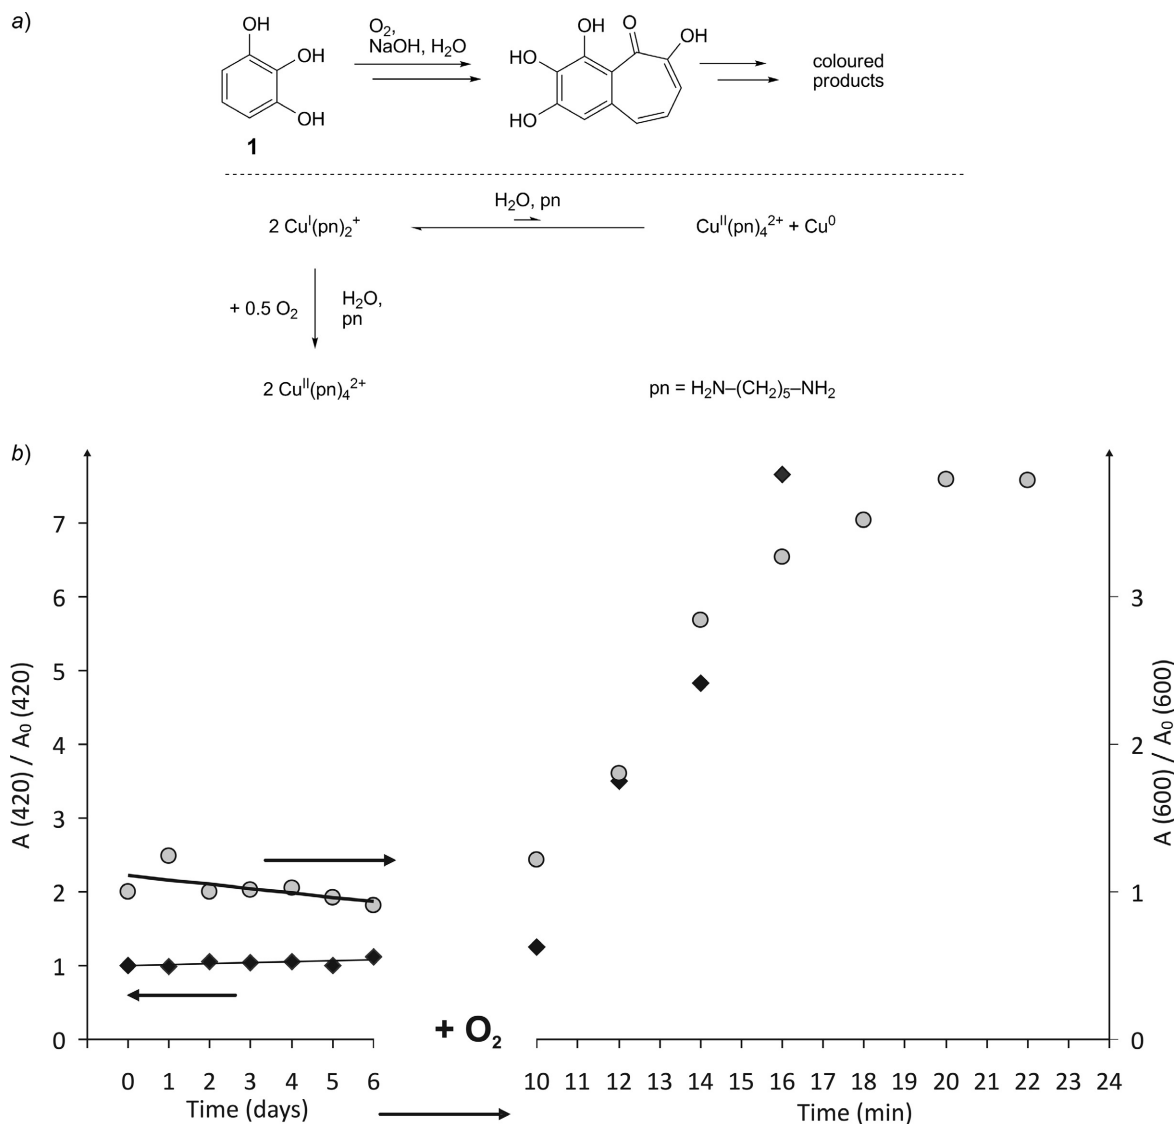 a)
OH
OH
OH
1
O₂,
NaOH, H₂O
OH
O
OH
HO
HO
coloured
products
H₂O, pn
2 Cuᴵ(pn)₂⁺
Cuᴵᴵ(pn)₄²⁺ + Cu⁰
+ 0.5 O₂
H₂O,
pn
2 Cuᴵᴵ(pn)₄²⁺
pn = H₂N–(CH₂)₅–NH₂
b)
A (420) / A₀ (420)
7
6
5
4
3
2
1
0
3
2
1
0
A (600) / A₀ (600)
+ O₂
0 1 2 3 4 5 6
10 11 12 13 14 15 16 17 18 19 20 22 23 24
Time (days)
Time (min)